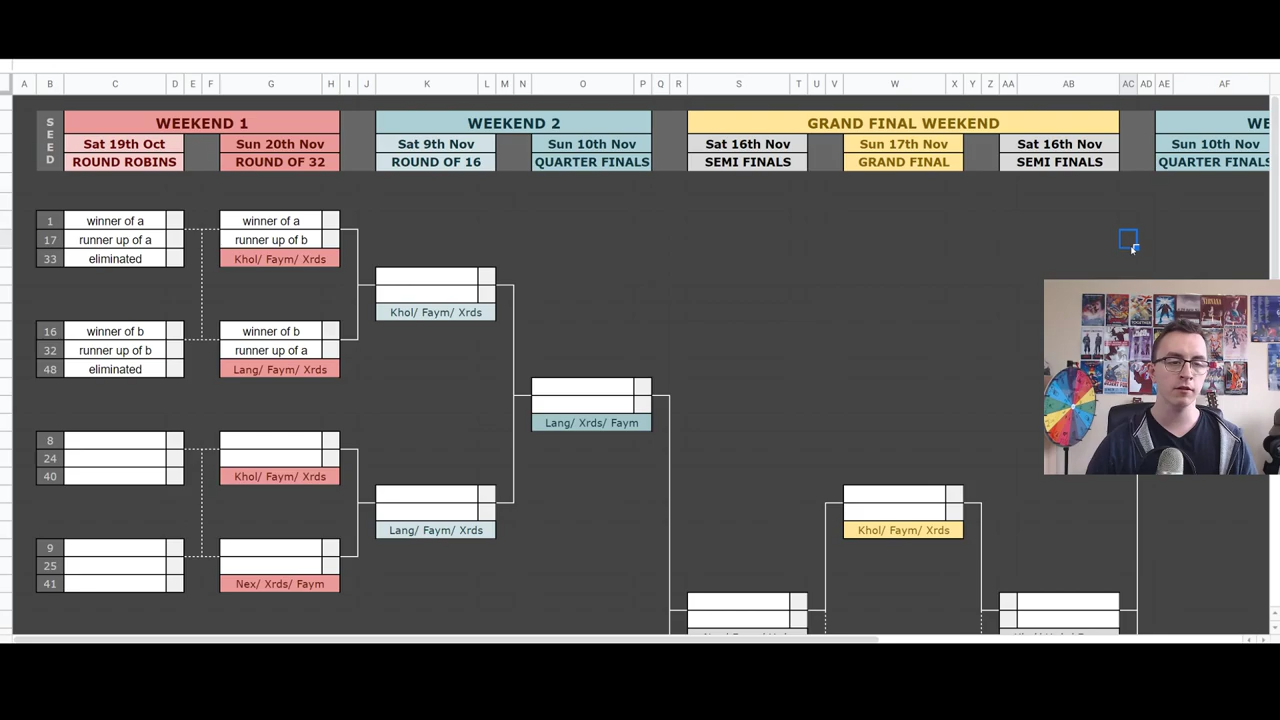 A B C D E F G H I J K L M N O P Q R S T U V W X Y Z AA AB AC AD AE AF
SEED
WEEKEND 1 WEEKEND 2 GRAND FINAL WEEKEND WE
Sat 19th Oct Sun 20th Nov Sat 9th Nov Sun 10th Nov Sat 16th Nov Sun 17th Nov Sat 16th Nov Sun 10th Nov
ROUND ROBINS ROUND OF 32 ROUND OF 16 QUARTER FINALS SEMI FINALS GRAND FINAL SEMI FINALS QUARTER FINALS
1 winner of a winner of a
17 runner up of a runner up of b
33 eliminated Khol/ Faym/ Xrds
Khol/ Faym/ Xrds
16 winner of b winner of b
32 runner up of b runner up of a
48 eliminated Lang/ Faym/ Xrds
Lang/ Xrds/ Faym
8
24
40 Khol/ Faym/ Xrds
Lang/ Faym/ Xrds
Khol/ Faym/ Xrds
9
25
41 Nex/ Xrds/ Faym
NIRVANA